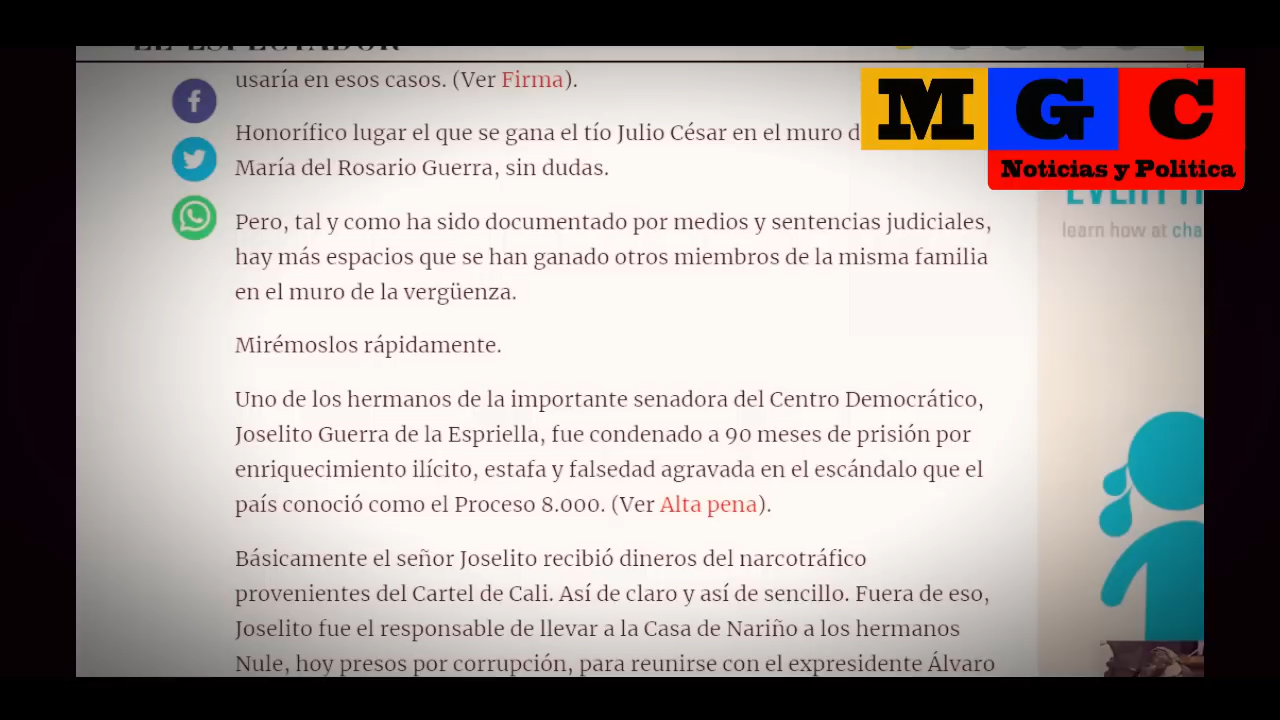 EL ESPECTADOR
usaría en esos casos. (Ver Firma).
Honorífico lugar el que se gana el tío Julio César en el muro
María del Rosario Guerra, sin dudas.
Pero, tal y como ha sido documentado por medios y sentencias judiciales,
hay más espacios que se han ganado otros miembros de la misma familia
en el muro de la vergüenza.
Mirémoslos rápidamente.
Uno de los hermanos de la importante senadora del Centro Democrático,
Joselito Guerra de la Espriella, fue condenado a 90 meses de prisión por
enriquecimiento ilícito, estafa y falsedad agravada en el escándalo que el
país conoció como el Proceso 8.000. (Ver Alta pena).
Básicamente el señor Joselito recibió dineros del narcotráfico
provenientes del Cartel de Cali. Así de claro y así de sencillo. Fuera de eso,
Joselito fue el responsable de llevar a la Casa de Nariño a los hermanos
Nule, hoy presos por corrupción, para reunirse con el expresidente Álvaro
M G C
Noticias y Politica
learn how at cha